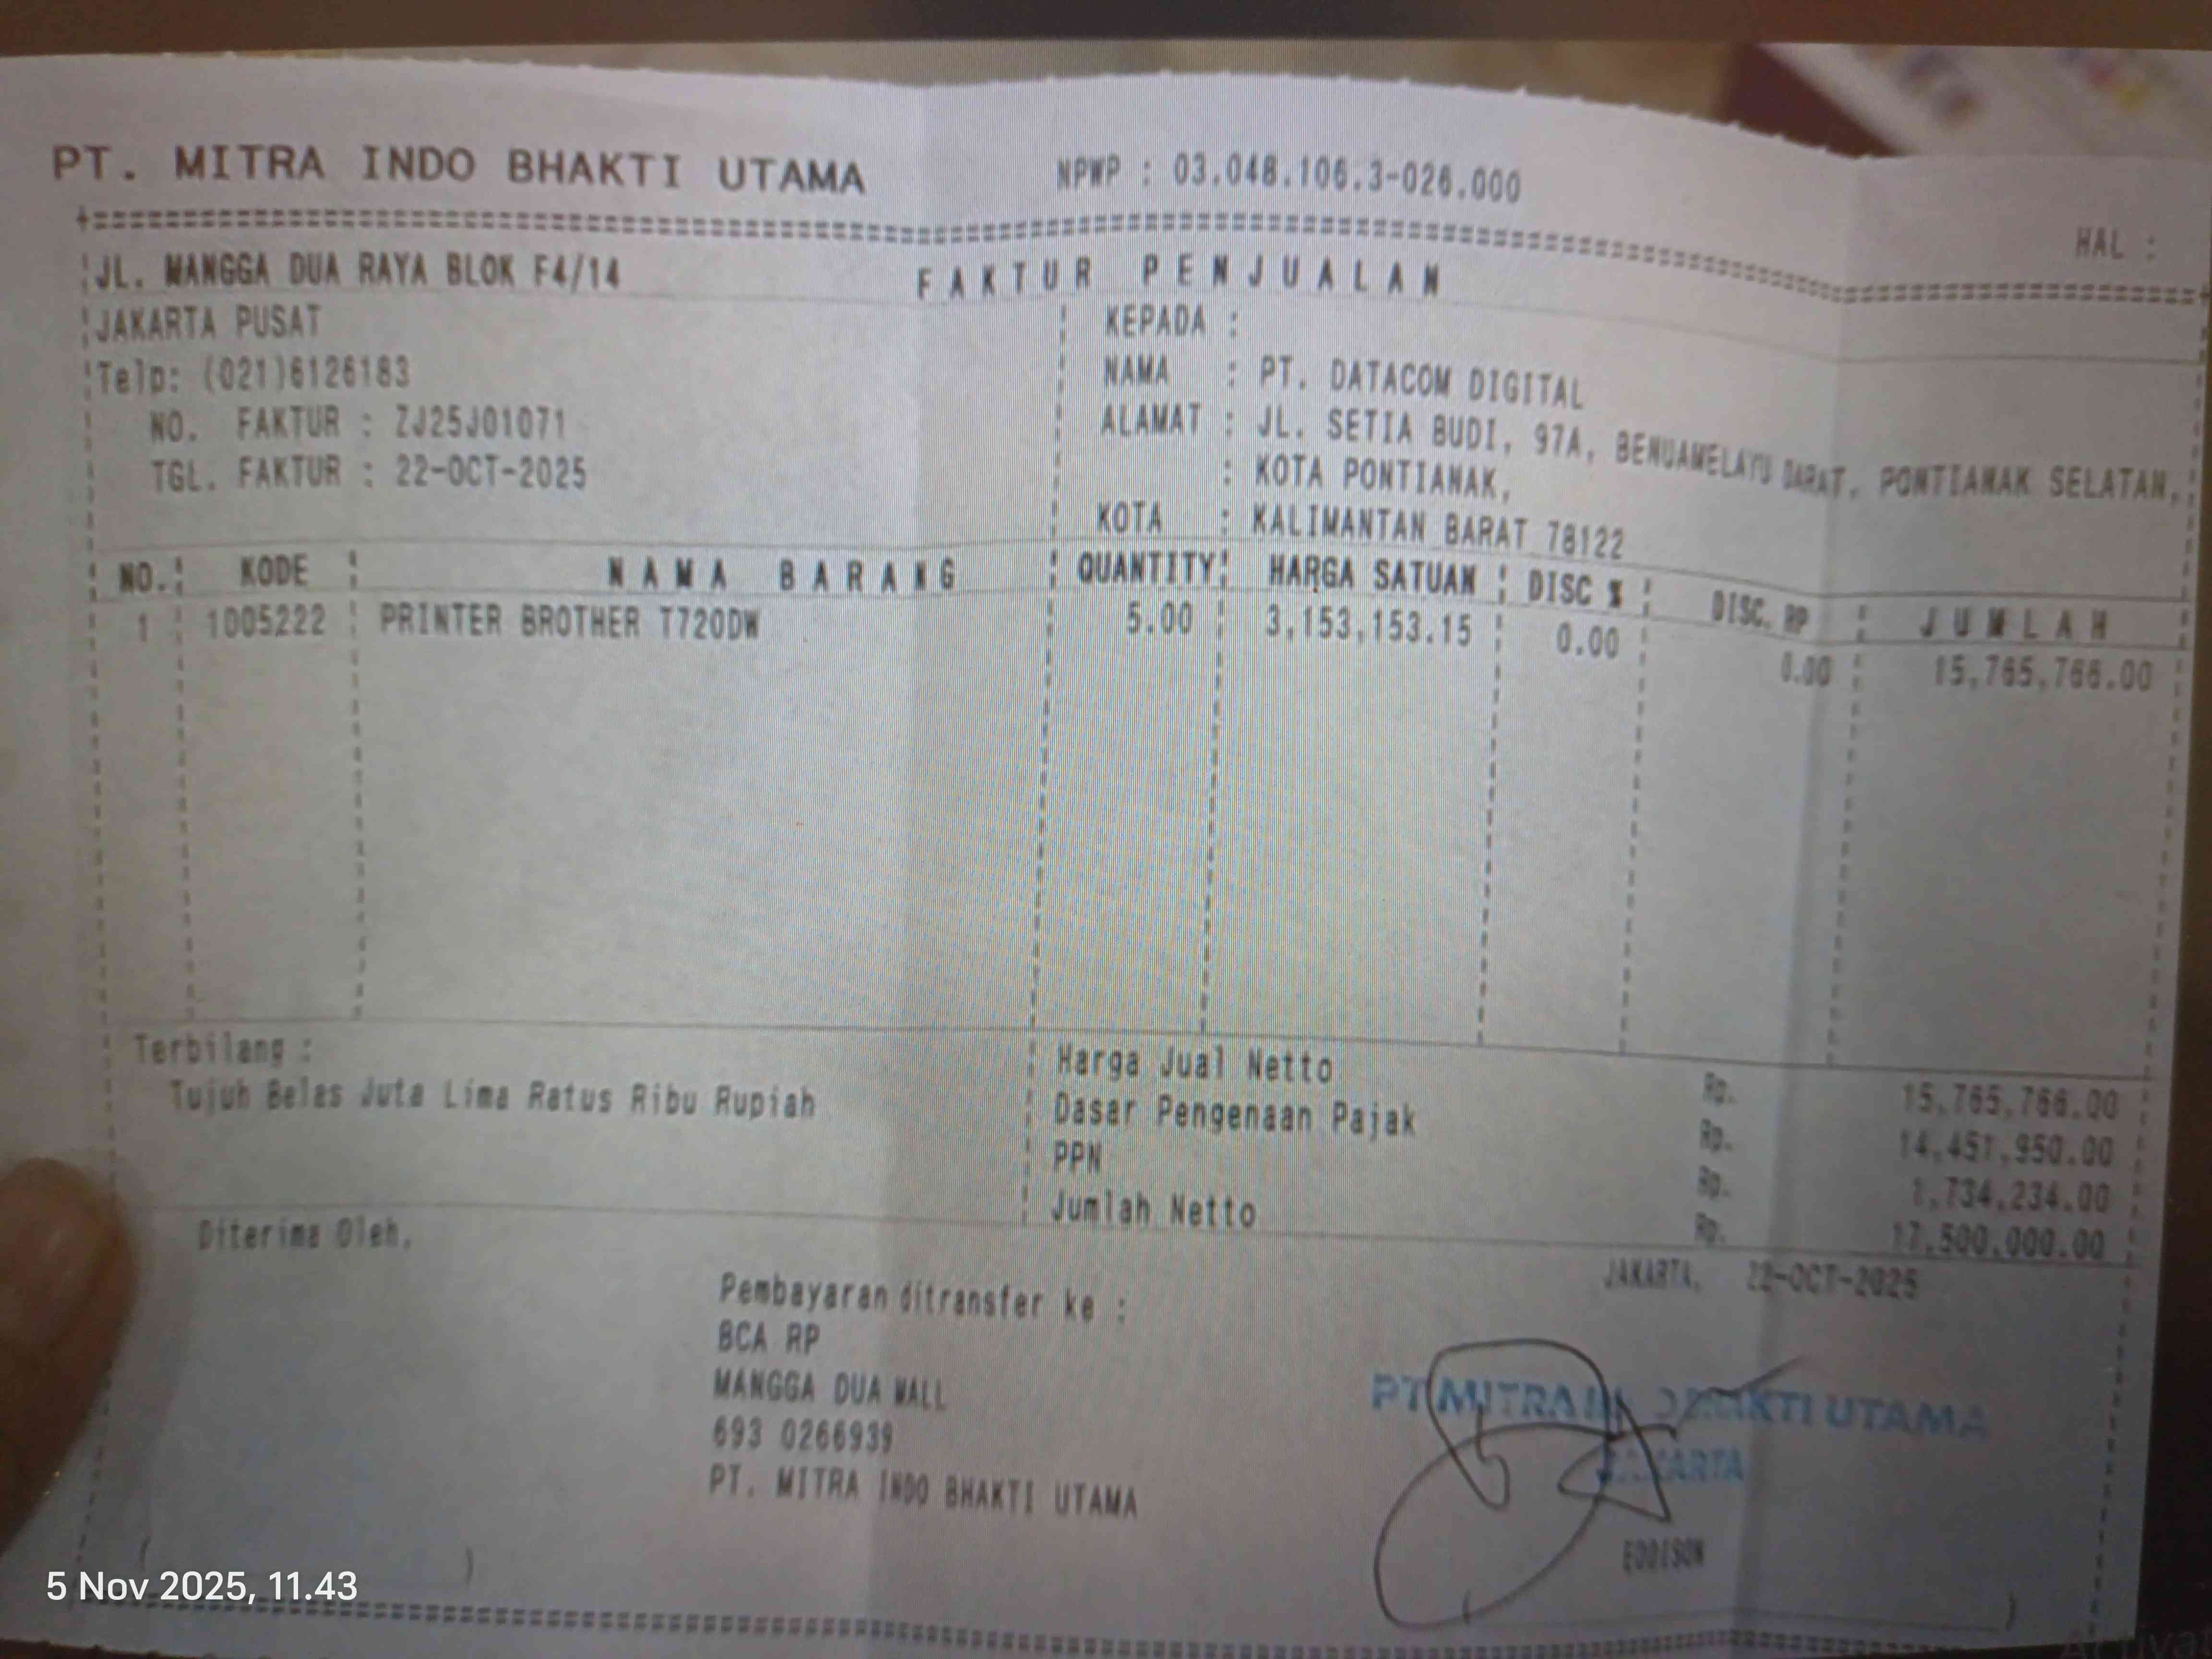 PT. MITRA INDO BHAKTI UTAMA NPWP : 03.048.106.3-026.000
HAL :
JL. MANGGA DUA RAYA BLOK F4/14 FAKTUR PENJUALAN
JAKARTA PUSAT
Telp: (021)6126183
NO. FAKTUR : ZJ25J01071
TGL. FAKTUR : 22-OCT-2025
KEPADA :
NAMA : PT. DATACOM DIGITAL
ALAMAT : JL. SETIA BUDI, 97A, BENUAMELAYU DARAT, PONTIANAK SELATAN,
: KOTA PONTIANAK,
KOTA : KALIMANTAN BARAT 78122
NO. KODE NAMA BARANG QUANTITY HARGA SATUAN DISC % DISC. RP JUMLAH
1 1005222 PRINTER BROTHER T720DW 5.00 3,153,153.15 0.00 0.00 15,765,766.00
Terbilang :
Tujuh Belas Juta Lima Ratus Ribu Rupiah
Harga Jual Netto Rp. 15,765,766.00
Dasar Pengenaan Pajak Rp. 14,451,950.00
PPN Rp. 1,734,234.00
Jumlah Netto Rp. 17,500,000.00
Diterima Oleh,
JAKARTA, 22-OCT-2025
Pembayaran ditransfer ke :
BCA RP
MANGGA DUA MALL
693 0266939
PT. MITRA INDO BHAKTI UTAMA
PT MITRA BHAKTI UTAMA
JAKARTA
EDDISON
( )
( )
5 Nov 2025, 11.43